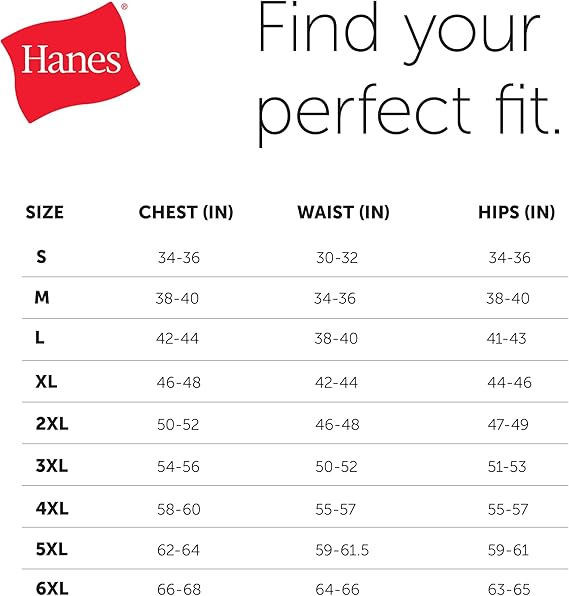 Hanes®
Find your
perfect fit.
SIZE CHEST (IN) WAIST (IN) HIPS (IN)
S 34-36 30-32 34-36
M 38-40 34-36 38-40
L 42-44 38-40 41-43
XL 46-48 42-44 44-46
2XL 50-52 46-48 47-49
3XL 54-56 50-52 51-53
4XL 58-60 55-57 55-57
5XL 62-64 59-61.5 59-61
6XL 66-68 64-66 63-65